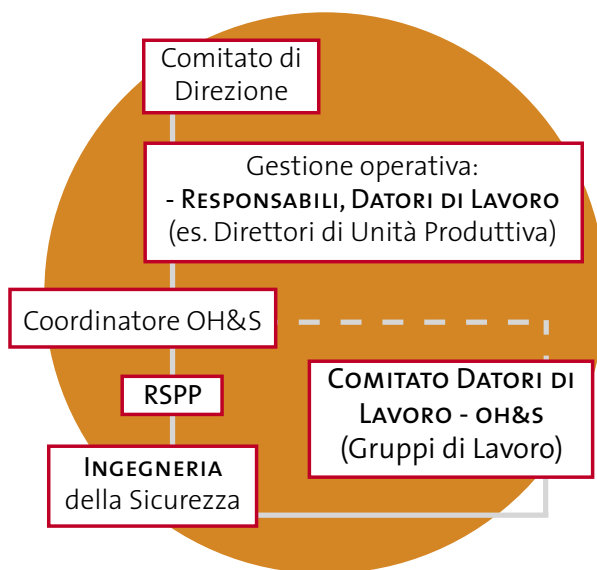 Comitato di
Direzione
Gestione operativa:
- Responsabili, Datori di Lavoro
(es. Direttori di Unità Produttiva)
Coordinatore OH&S
RSPP
Comitato Datori di
Lavoro - oh&s
(Gruppi di Lavoro)
Ingegneria
della Sicurezza